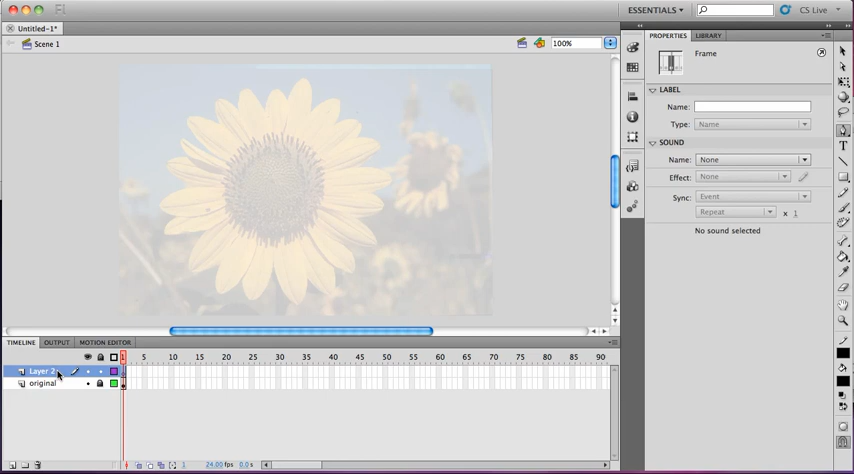 Fl
ESSENTIALS
CS Live
Untitled-1*
Scene 1
100%
PROPERTIES
LIBRARY
Frame
LABEL
Name:
Type: Name
SOUND
Name: None
Effect: None
Sync: Event
Repeat x 1
No sound selected
TIMELINE
OUTPUT
MOTION EDITOR
1 5 10 15 20 25 30 35 40 45 50 55 60 65 70 75 80 85 90
Layer 2
original
1 24.00 fps 0.0 s